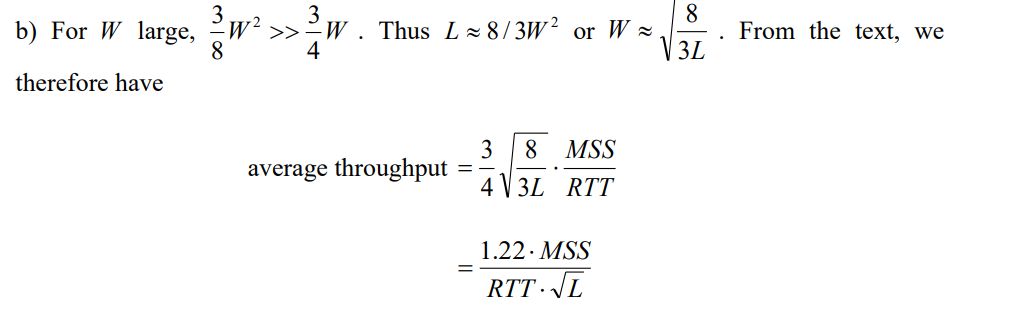 b) For W large, 3/8 W² >> 3/4 W . Thus L ≈ 8/3W² or W ≈ √(8/3L) . From the text, we
therefore have
average throughput = 3/4 √(8/3L) · MSS/RTT
= 1.22 · MSS / RTT · √L